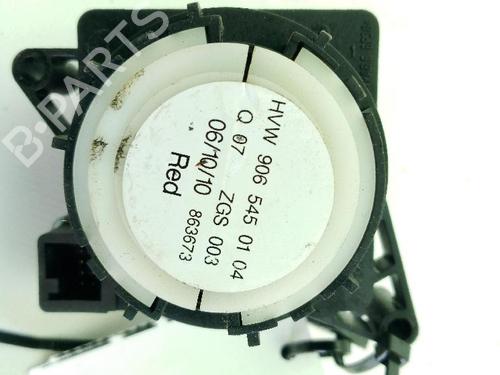 HVW 906 545 01 04
Q 07 ZGS 003
06/10/10 863673
Red
B-PARTS